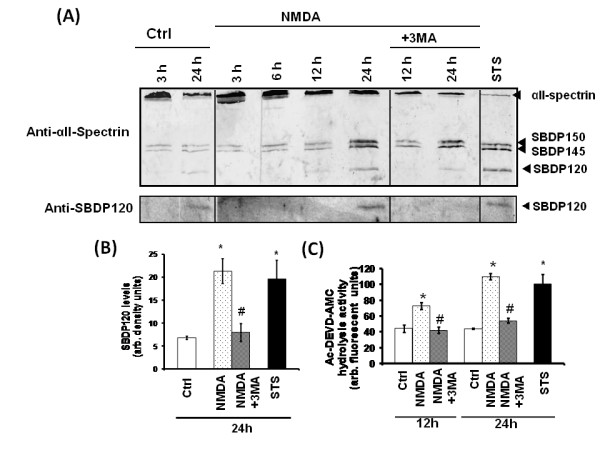 (A)
NMDA
Ctrl
+3MA
3 h
24 h
3 h
6 h
12 h
24 h
12 h
24 h
STS
Anti-αII-Spectrin
αII-spectrin
SBDP150
SBDP145
SBDP120
Anti-SBDP120
SBDP120
(B)
SBDP120 levels
(arb. density units)
25
20
15
10
5
0
*
#
*
Ctrl
NMDA
NMDA
+3MA
STS
24h
(C)
Ac-DEVD-AMC
hydrolysis activity
(arb. fluorescent units)
120
100
80
60
40
20
0
*
#
*
#
*
Ctrl
NMDA
NMDA
+3MA
Ctrl
NMDA
NMDA
+3MA
STS
12h
24h